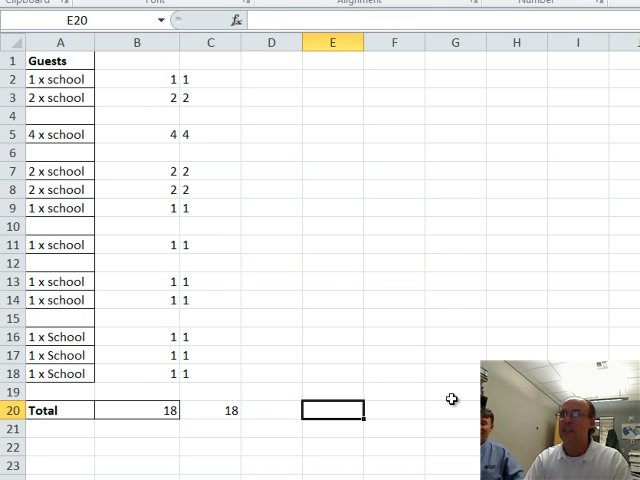 Clipboard Font Alignment Number
E20 fx
A B C D E F G H I
1 Guests
2 1 x school 1 1
3 2 x school 2 2
4
5 4 x school 4 4
6
7 2 x school 2 2
8 2 x school 2 2
9 1 x school 1 1
10
11 1 x school 1 1
12
13 1 x school 1 1
14 1 x school 1 1
15
16 1 x School 1 1
17 1 x School 1 1
18 1 x School 1 1
19
20 Total 18 18
21
22
23